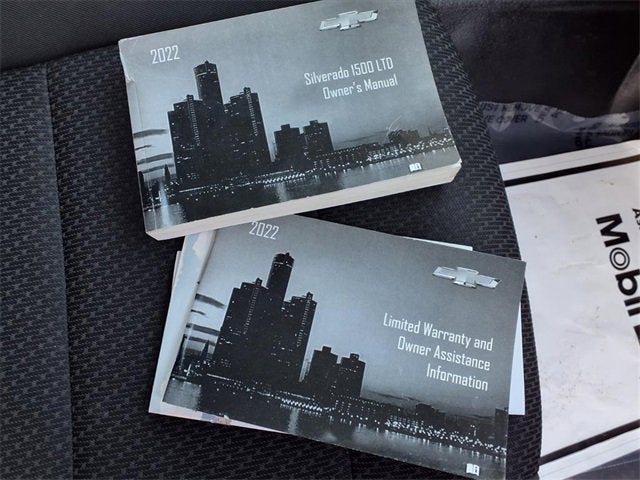 2022
Silverado 1500 LTD
Owner's Manual
2022
Limited Warranty and
Owner Assistance
Information
Mobil